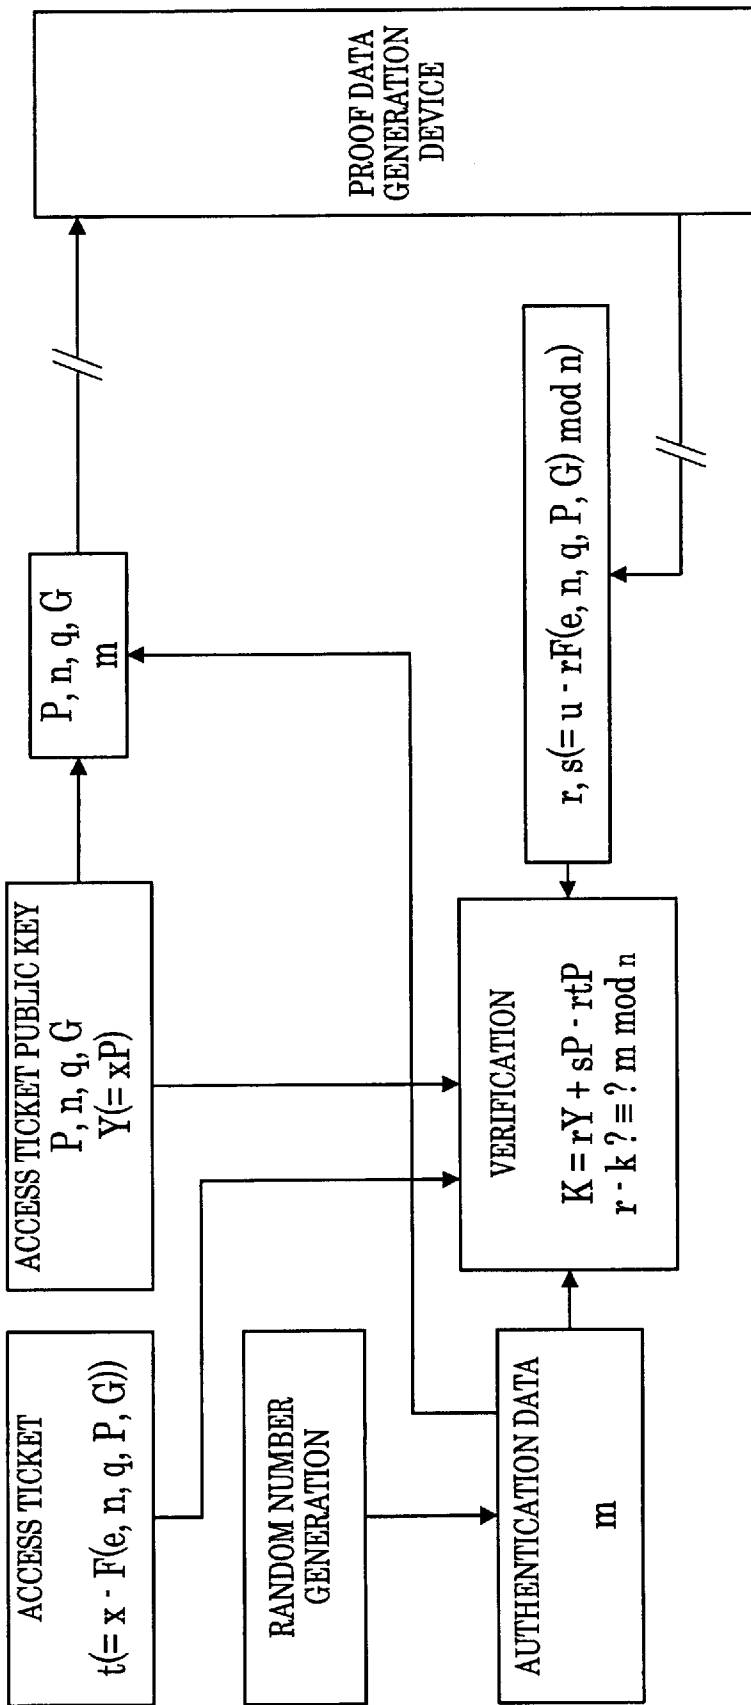 ACCESS TICKET
t(= x - F(e, n, q, P, G))
ACCESS TICKET PUBLIC KEY
P, n, q, G
Y(= xP)
P, n, q, G
m
PROOF DATA
GENERATION
DEVICE
RANDOM NUMBER
GENERATION
AUTHENTICATION DATA
m
VERIFICATION
K = rY + sP - rtP
r - k ? ≡ ? m mod n
r, s(= u - rF(e, n, q, P, G) mod n)